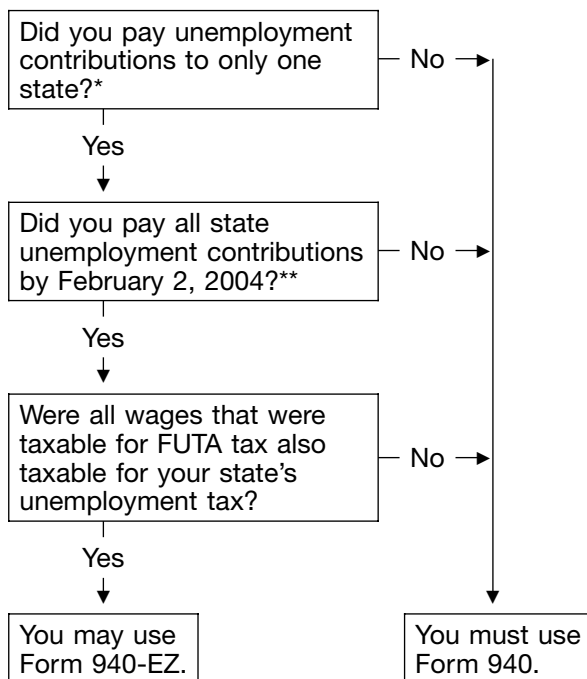 Did you pay unemployment
contributions to only one
state?*
No
Yes
Did you pay all state
unemployment contributions
by February 2, 2004?**
No
Yes
Were all wages that were
taxable for FUTA tax also
taxable for your state's
unemployment tax?
No
Yes
You may use
Form 940-EZ.
You must use
Form 940.